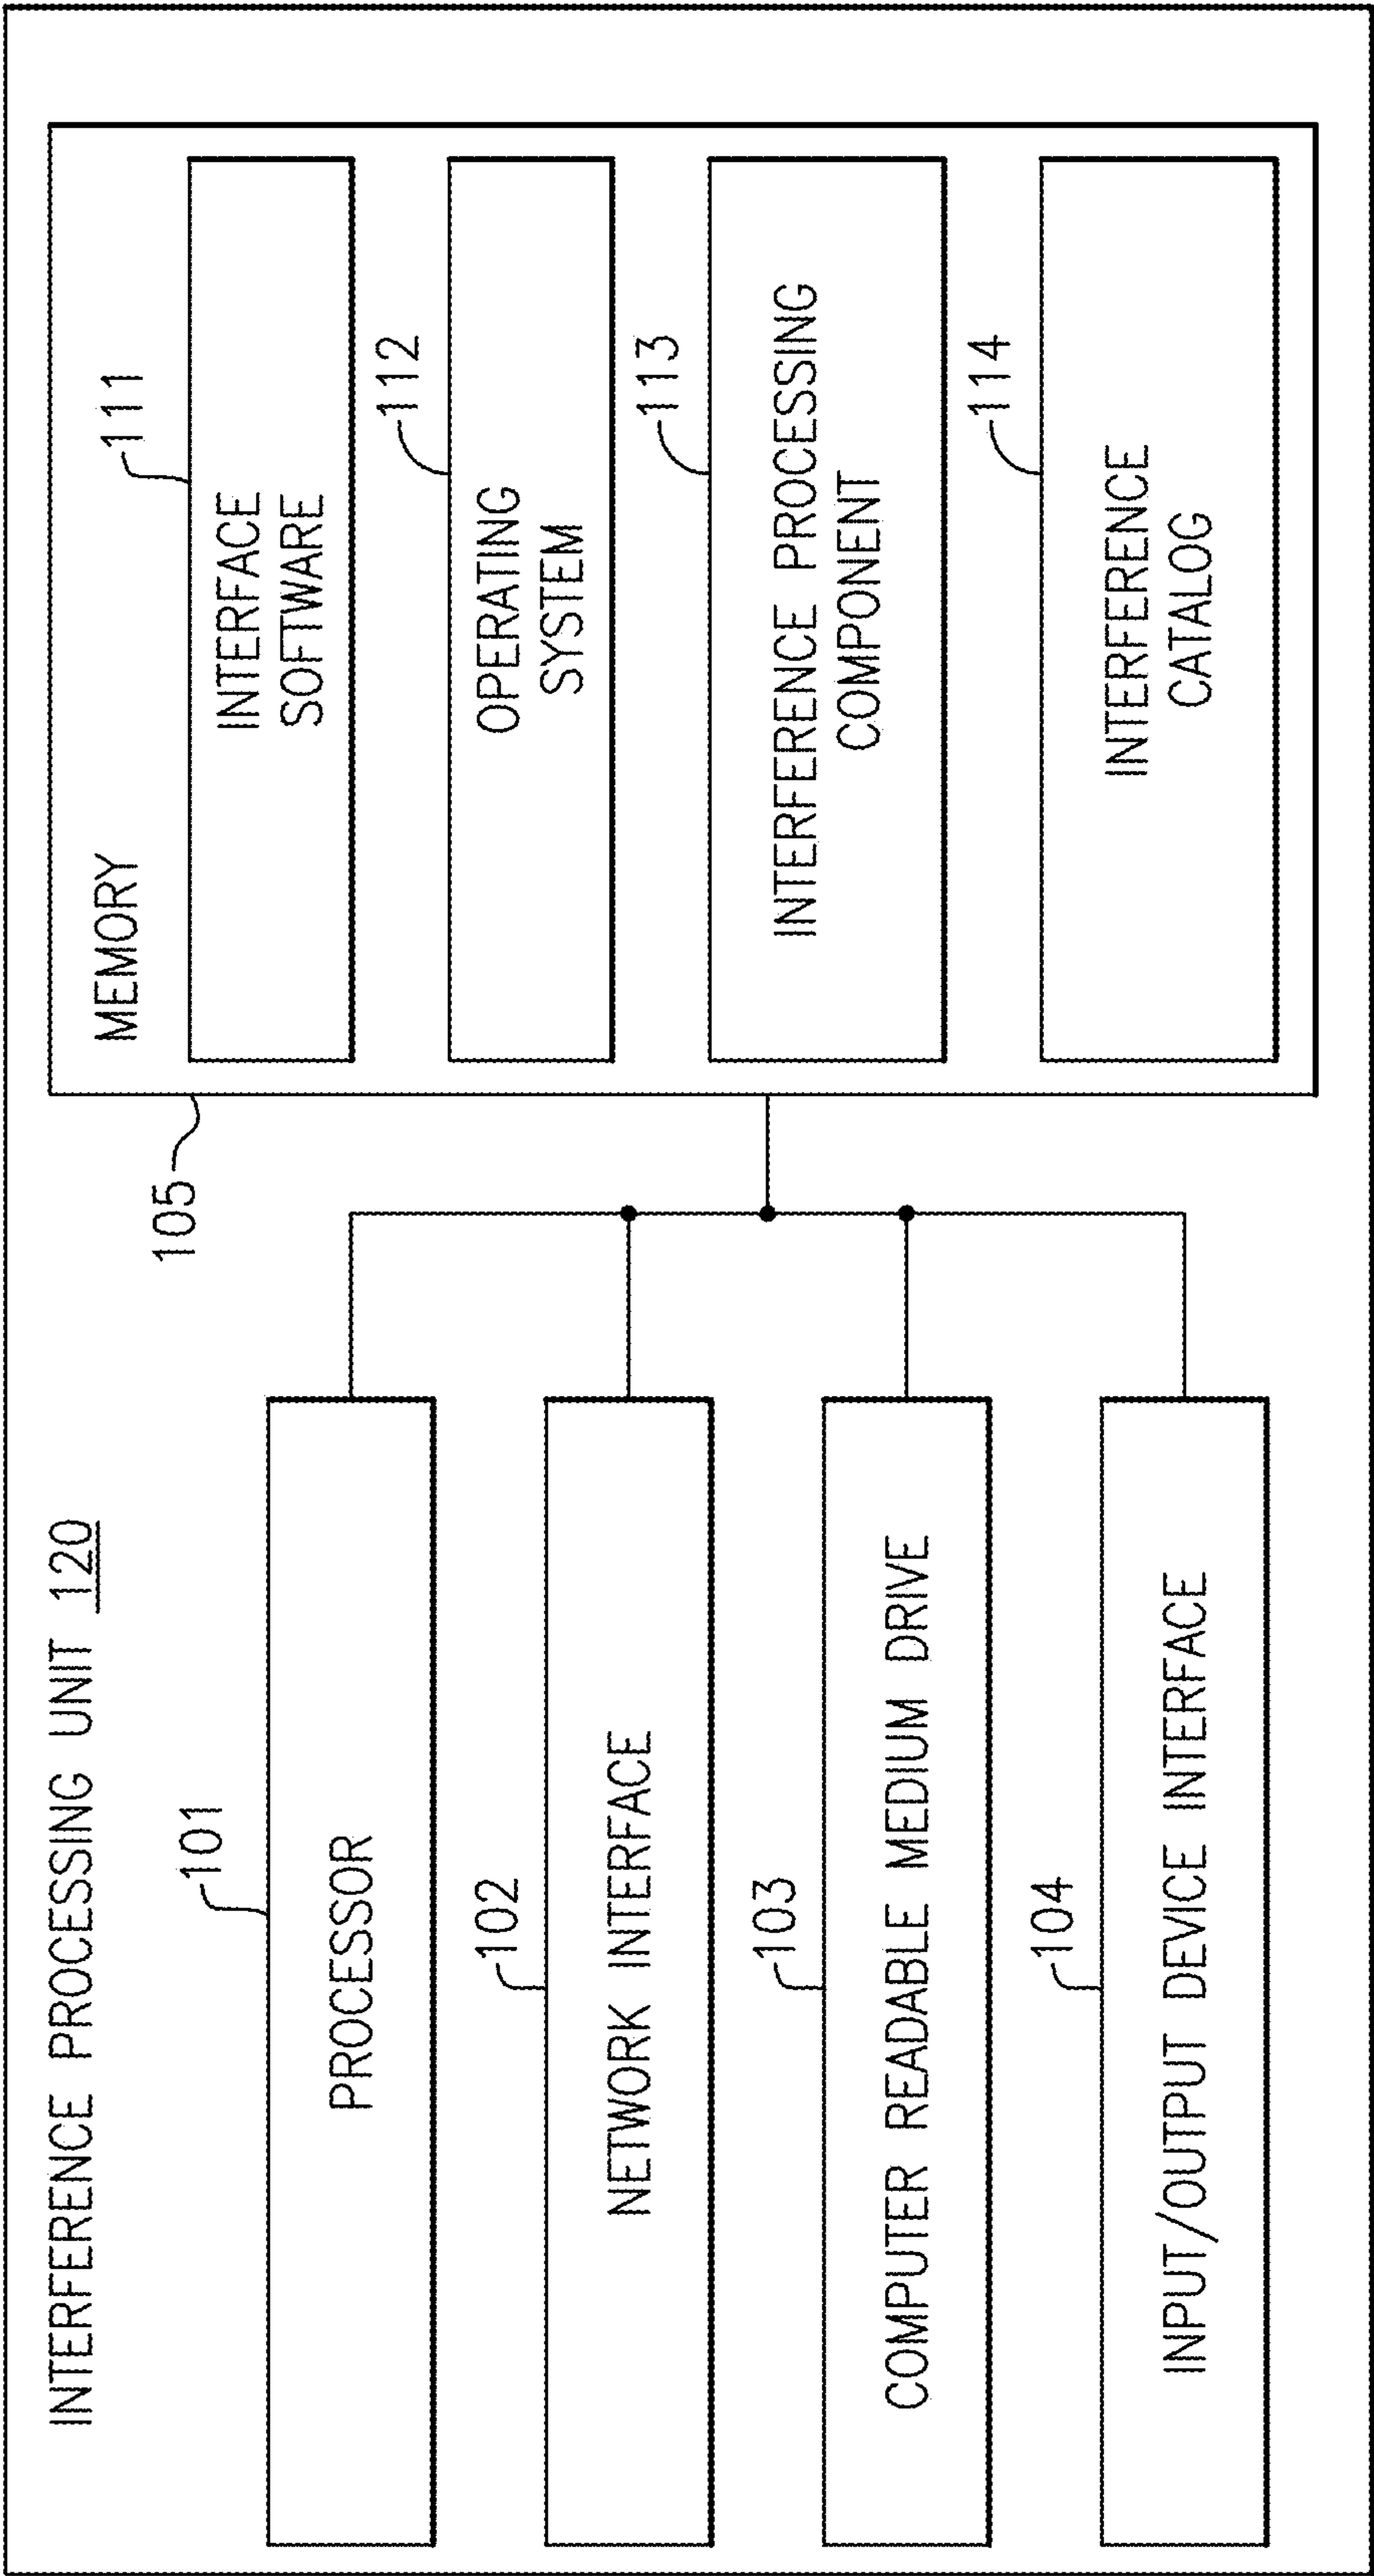 INTERFERENCE PROCESSING UNIT 120
101
PROCESSOR
102
NETWORK INTERFACE
103
COMPUTER READABLE MEDIUM DRIVE
104
INPUT/OUTPUT DEVICE INTERFACE
105
MEMORY
111
INTERFACE
SOFTWARE
112
OPERATING
SYSTEM
113
INTERFERENCE PROCESSING
COMPONENT
114
INTERFERENCE
CATALOG